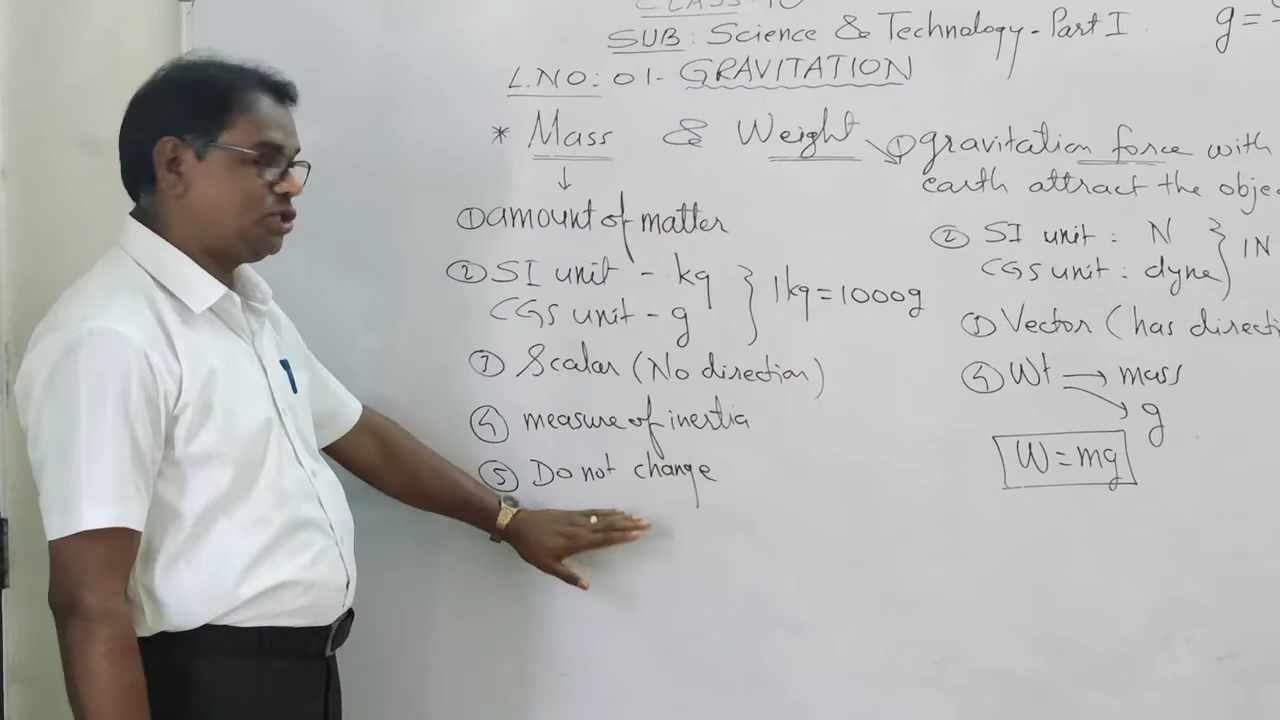 CLASS: 10
SUB: Science & Technology - Part I
g=
L.NO: 01- GRAVITATION
* Mass & Weight
① amount of matter
② SI unit - kg
CGS unit - g
1kg=1000g
③ Scalar (No direction)
④ measure of inertia
⑤ Do not change
① gravitation force with
earth attract the obje
② SI unit : N
CGS unit : dyne
1N
③ Vector (has directi
④ Wt → mass
→ g
W=mg